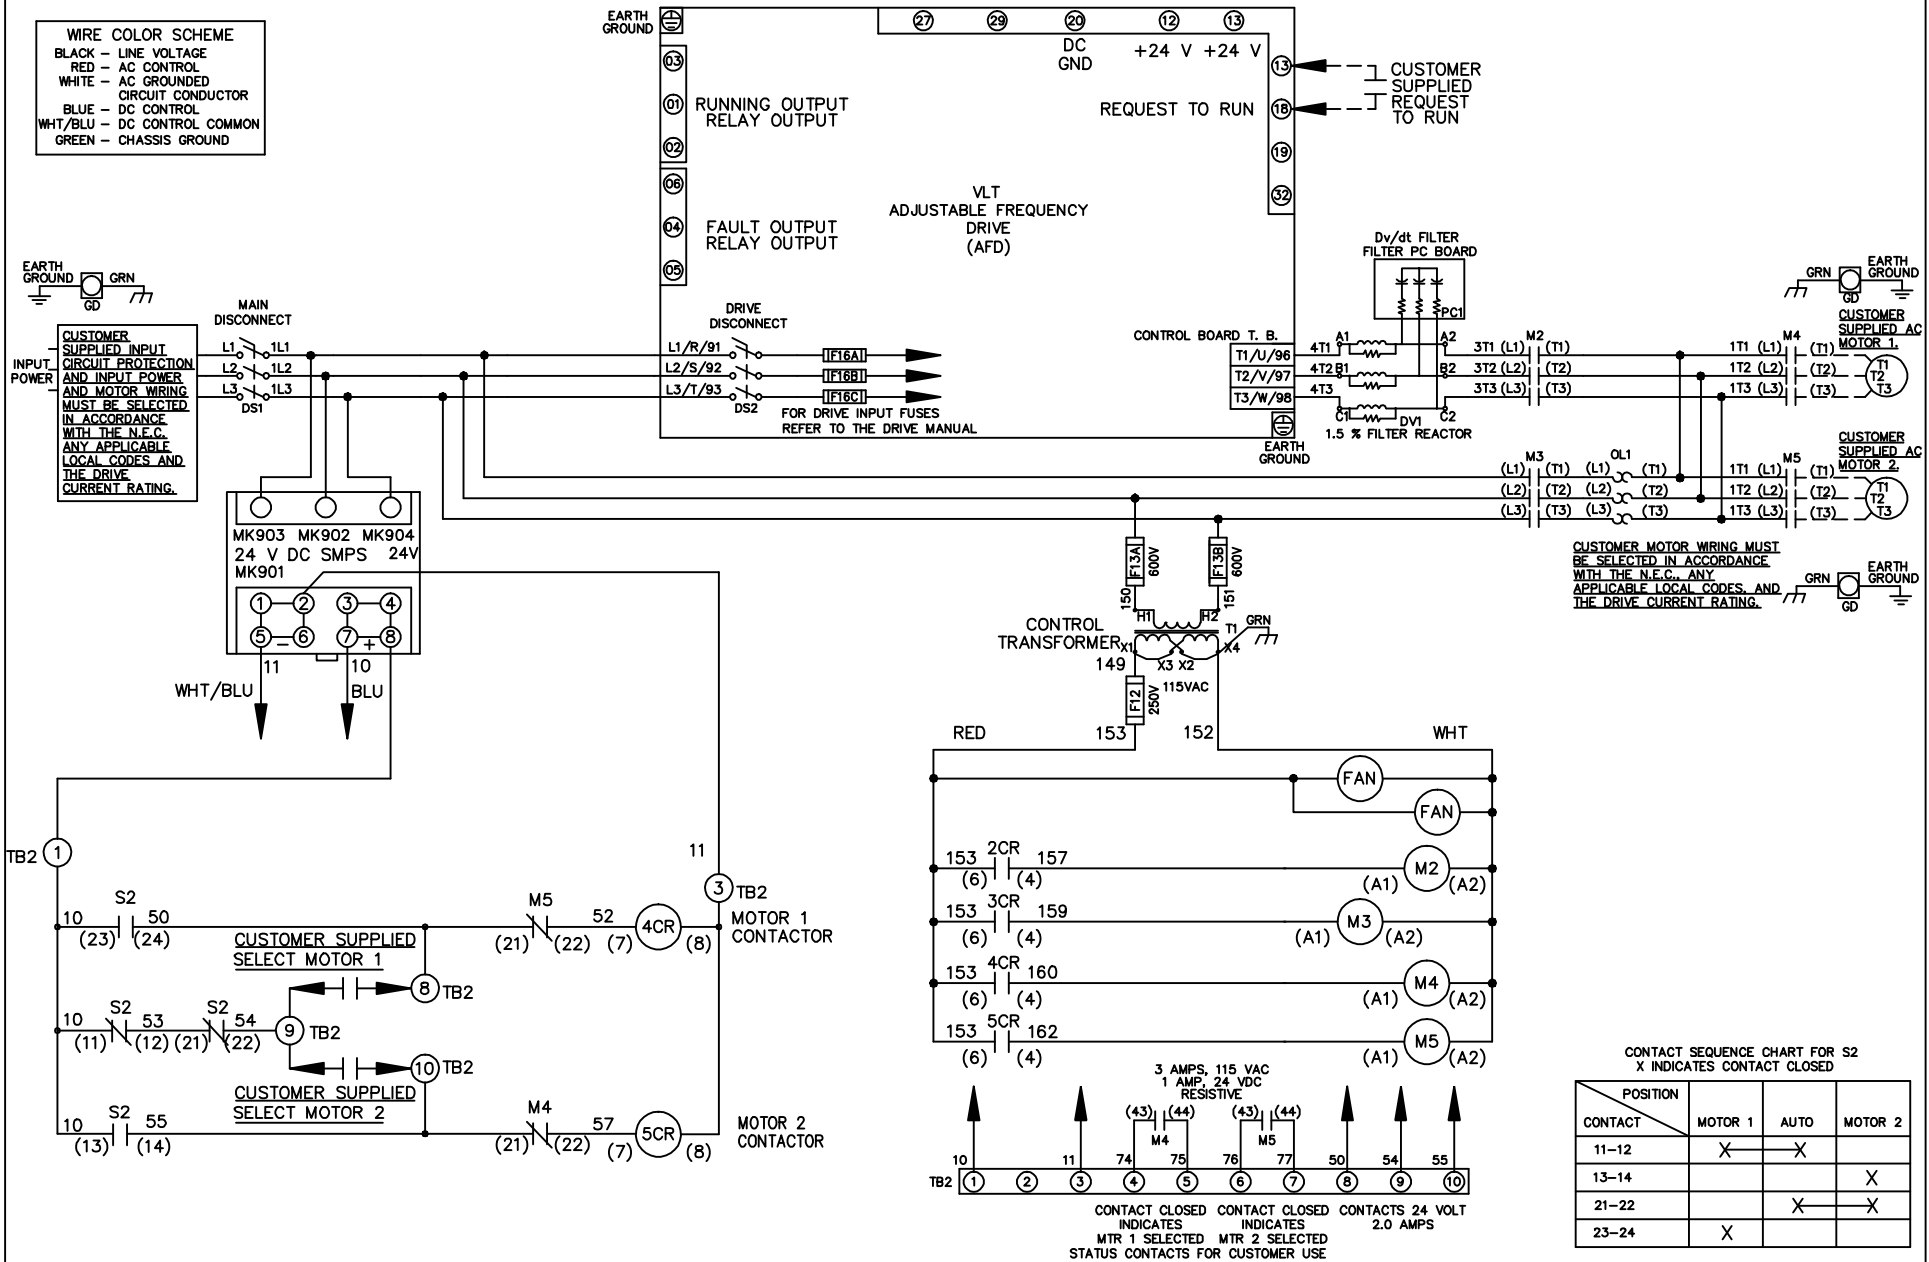 WIRE COLOR SCHEME
BLACK – LINE VOLTAGE
RED – AC CONTROL
WHITE – AC GROUNDED
CIRCUIT CONDUCTOR
BLUE – DC CONTROL
WHT/BLU – DC CONTROL COMMON
GREEN – CHASSIS GROUND
EARTH
GROUND
27 29 20 12 13
DC
GND
+24 V +24 V
03
01
02
RUNNING OUTPUT
RELAY OUTPUT
06
04
05
FAULT OUTPUT
RELAY OUTPUT
VLT
ADJUSTABLE FREQUENCY
DRIVE
(AFD)
REQUEST TO RUN
13
18
19
32
CUSTOMER
SUPPLIED
REQUEST
TO RUN
EARTH
GROUND
GRN
GD
CUSTOMER
SUPPLIED INPUT
CIRCUIT PROTECTION
AND INPUT POWER
AND MOTOR WIRING
MUST BE SELECTED
IN ACCORDANCE
WITH THE N.E.C.
ANY APPLICABLE
LOCAL CODES AND
THE DRIVE
CURRENT RATING.
INPUT
POWER
MAIN
DISCONNECT
L1 1L1
L2 1L2
L3 1L3
DS1
DRIVE
DISCONNECT
L1/R/91
L2/S/92
L3/T/93
DS2
F16A
F16B
F16C
FOR DRIVE INPUT FUSES
REFER TO THE DRIVE MANUAL
CONTROL BOARD T. B.
T1/U/96
T2/V/97
T3/W/98
EARTH
GROUND
Dv/dt FILTER
FILTER PC BOARD
PC1
4T1 A1 A2
4T2 B1 B2
4T3 C1 C2
DV1
1.5 % FILTER REACTOR
M2
3T1 (L1) (T1)
3T2 (L2) (T2)
3T3 (L3) (T3)
M4
1T1 (L1) (T1)
1T2 (L2) (T2)
1T3 (L3) (T3)
GRN
GD
EARTH
GROUND
CUSTOMER
SUPPLIED AC
MOTOR 1.
T1
T2
T3
M3
(L1) (T1)
(L2) (T2)
(L3) (T3)
OL1
(L1) (T1)
(L2) (T2)
(L3) (T3)
M5
1T1 (L1) (T1)
1T2 (L2) (T2)
1T3 (L3) (T3)
CUSTOMER
SUPPLIED AC
MOTOR 2.
T1
T2
T3
CUSTOMER MOTOR WIRING MUST
BE SELECTED IN ACCORDANCE
WITH THE N.E.C., ANY
APPLICABLE LOCAL CODES, AND
THE DRIVE CURRENT RATING.
GRN
GD
EARTH
GROUND
MK903 MK902 MK904
24 V DC SMPS 24V
MK901
1 2 3 4
5 – 6 7 + 8
11
10
WHT/BLU
BLU
F13A
600V
F13B
600V
150
151
H1 H2
CONTROL
TRANSFORMER
T1
GRN
X1 X3 X2 X4
149
115VAC
F12
250V
153
152
RED
WHT
FAN
FAN
153 2CR 157
(6) (4)
M2
(A1) (A2)
153 3CR 159
(6) (4)
M3
(A1) (A2)
153 4CR 160
(6) (4)
M4
(A1) (A2)
153 5CR 162
(6) (4)
M5
(A1) (A2)
TB2 1
11
3 TB2
10 S2 50
(23) (24)
M5
(21) (22)
52
(7) 4CR (8)
MOTOR 1
CONTACTOR
CUSTOMER SUPPLIED
SELECT MOTOR 1
8 TB2
10 S2 53 S2 54
(11) (12) (21) (22)
9 TB2
10 TB2
CUSTOMER SUPPLIED
SELECT MOTOR 2
10 S2 55
(13) (14)
M4
(21) (22)
57
(7) 5CR (8)
MOTOR 2
CONTACTOR
3 AMPS, 115 VAC
1 AMP, 24 VDC
RESISTIVE
(43) (44)
M4
(43) (44)
M5
10 11 74 75 76 77 50 54 55
TB2 1 2 3 4 5 6 7 8 9 10
CONTACT CLOSED
INDICATES
MTR 1 SELECTED
CONTACT CLOSED
INDICATES
MTR 2 SELECTED
STATUS CONTACTS FOR CUSTOMER USE
CONTACTS 24 VOLT
2.0 AMPS
CONTACT SEQUENCE CHART FOR S2
X INDICATES CONTACT CLOSED
POSITION
CONTACT MOTOR 1 AUTO MOTOR 2
11–12 X X
13–14 X
21–22 X X
23–24 X